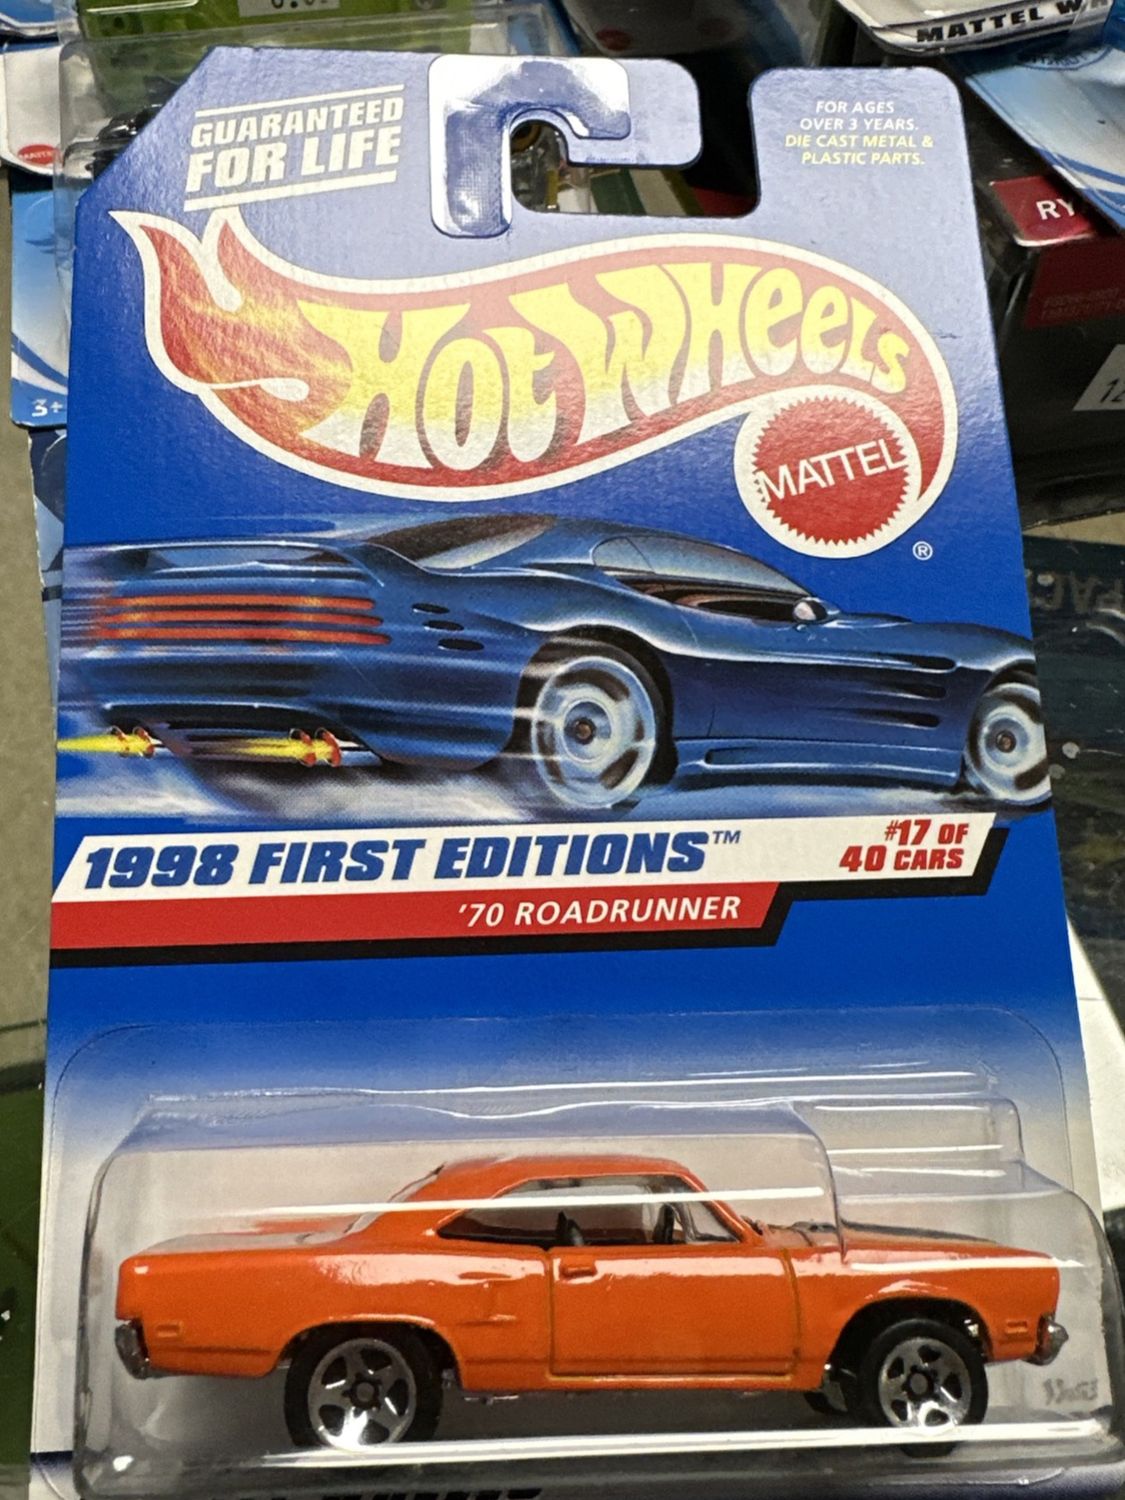 MATTEL W
GUARANTEED
FOR LIFE
FOR AGES
OVER 3 YEARS.
DIE CAST METAL &
PLASTIC PARTS.
RY
HOT WHEELS
MATTEL
®
3+
12
1998 FIRST EDITIONS™
#17 OF
40 CARS
'70 ROADRUNNER